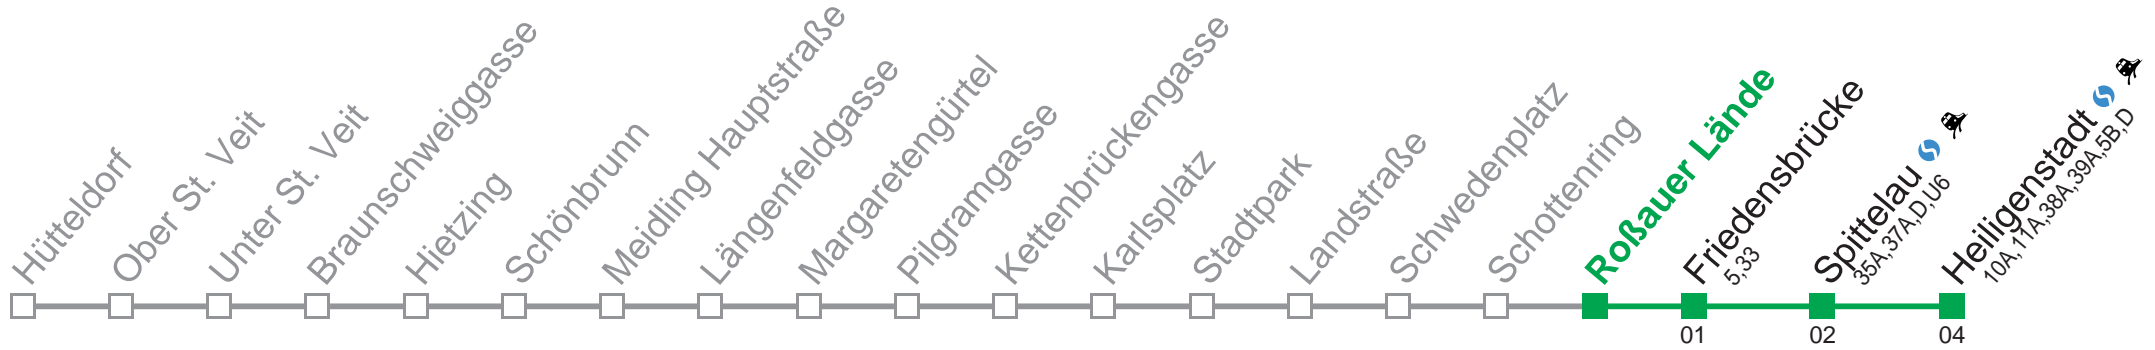 Hütteldorf
Ober St. Veit
Unter St. Veit
Braunschweiggasse
Hietzing
Schönbrunn
Meidling Hauptstraße
Längenfeldgasse
Margaretengürtel
Pilgramgasse
Kettenbrückengasse
Karlsplatz
Stadtpark
Landstraße
Schwedenplatz
Schottenring
Roßauer Lände
Friedensbrücke
5,33
Spittelau
35A,37A,D,U6
Heiligenstadt
10A,11A,38A,39A,5B,D
01
02
04